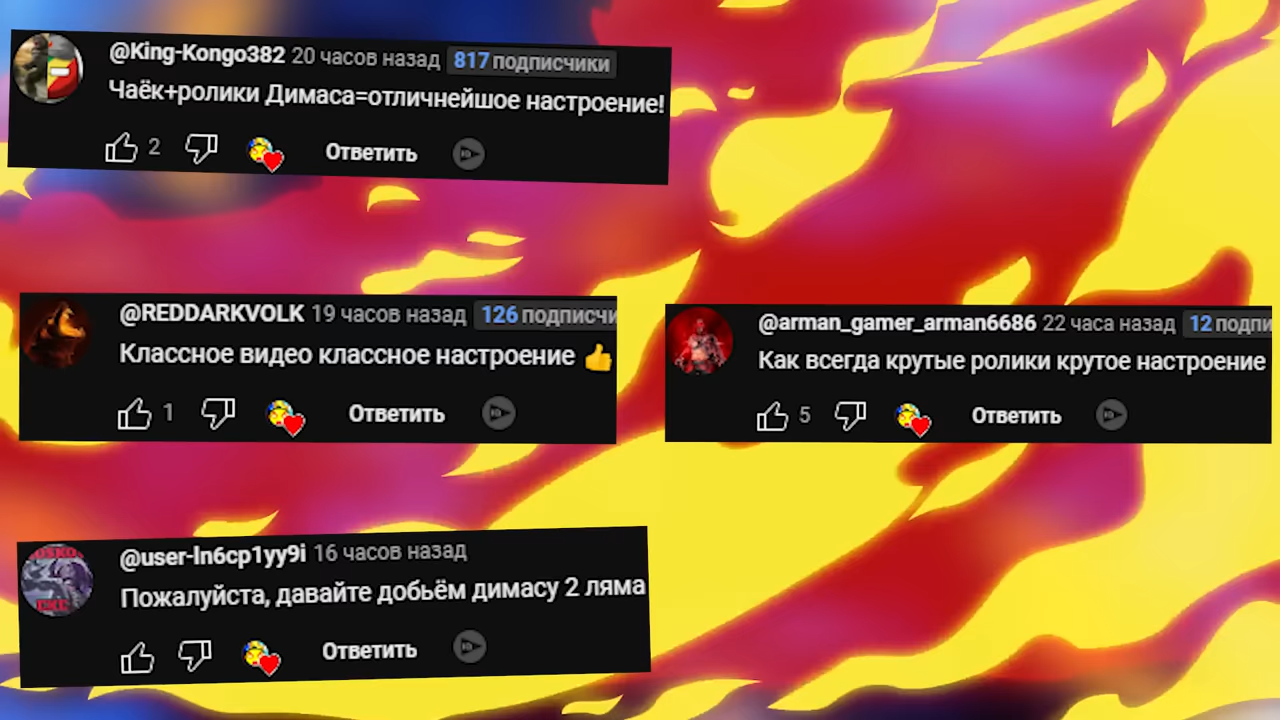 @King-Kongo382 20 часов назад 817 подписчики
Чаёк+ролики Димаса=отличнейшое настроение!
2 Ответить
@REDDARKVOLK 19 часов назад 126 подписчи
Классное видео классное настроение 👍
1 Ответить
@arman_gamer_arman6686 22 часа назад 12 подпи
Как всегда крутые ролики крутое настроение
5 Ответить
@user-ln6cp1yy9i 16 часов назад
Пожалуйста, давайте добьём димасу 2 ляма
Ответить